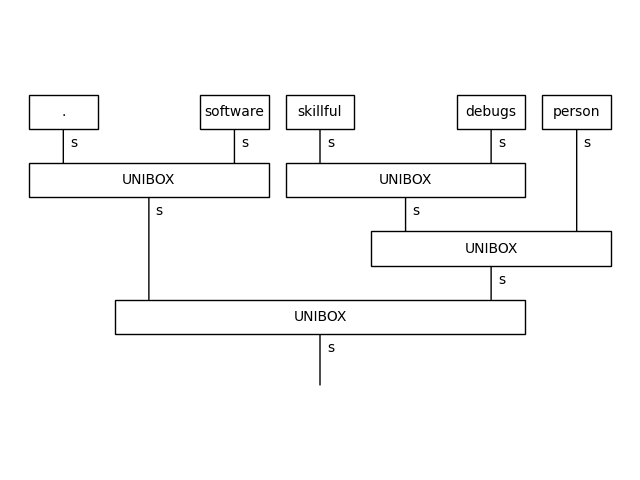 . software skillful debugs person
s s s s s
UNIBOX UNIBOX
s s
UNIBOX
s
UNIBOX
s